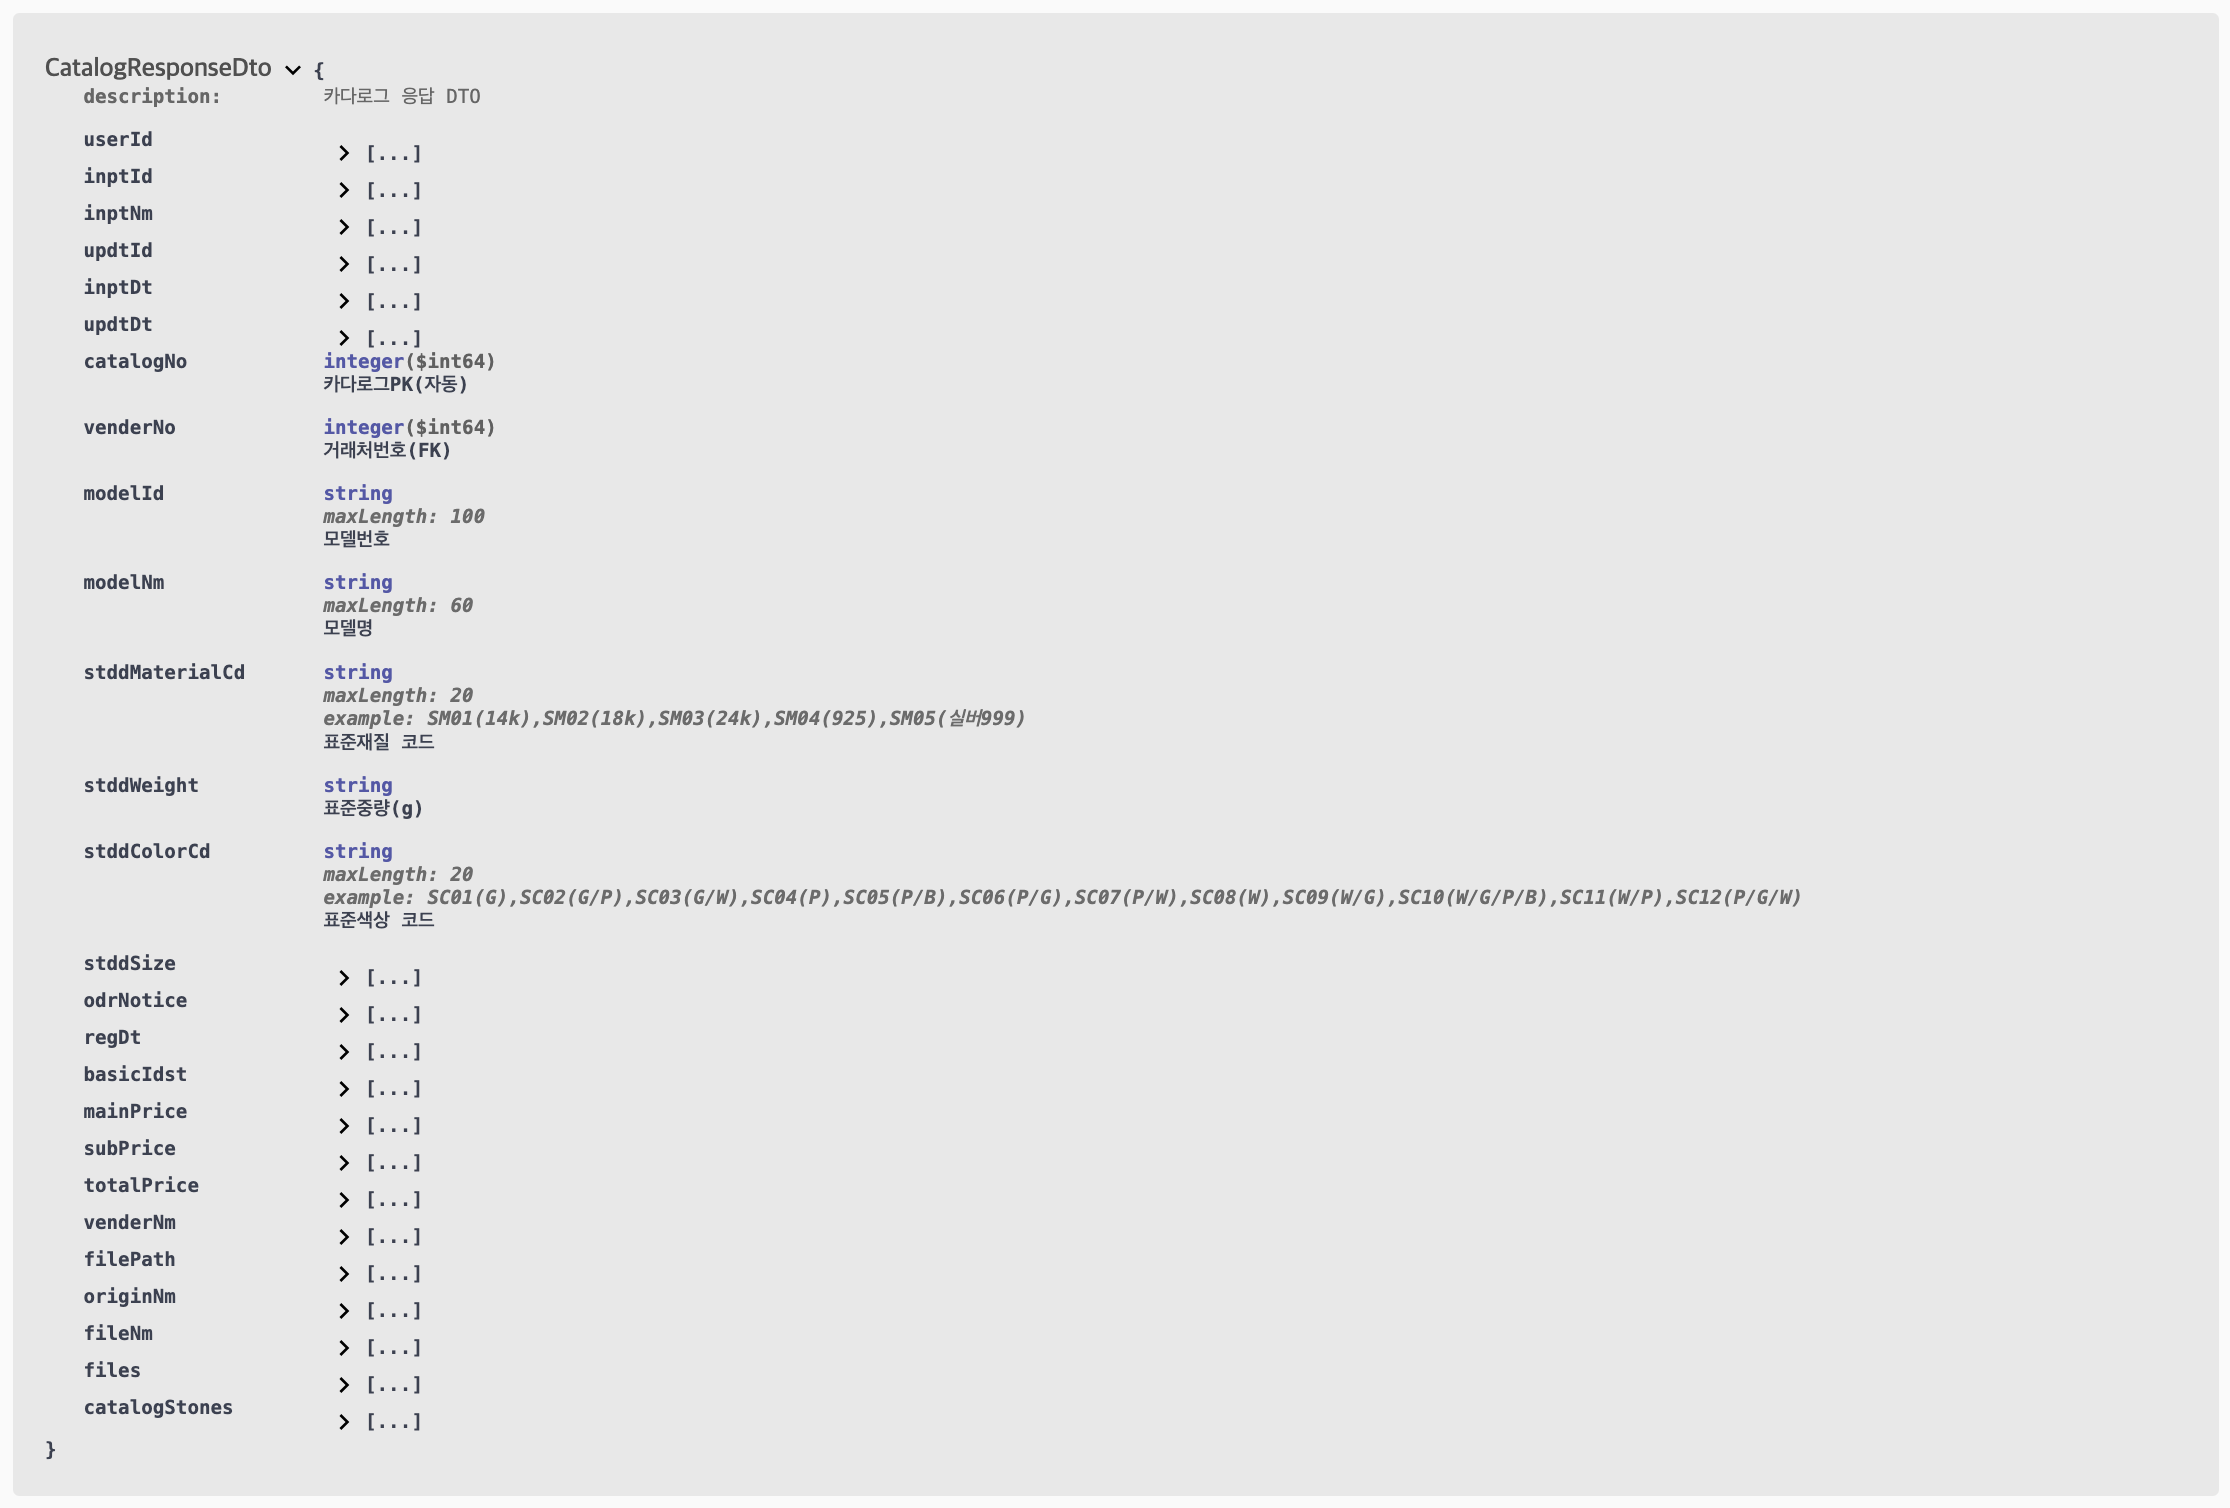 CatalogResponseDto {
description: 카다로그 응답 DTO
userId [...]
inptId [...]
inptNm [...]
updtId [...]
inptDt [...]
updtDt [...]
catalogNo integer($int64)
카다로그PK(자동)
venderNo integer($int64)
거래처번호(FK)
modelId string
maxLength: 100
모델번호
modelNm string
maxLength: 60
모델명
stddMaterialCd string
maxLength: 20
example: SM01(14k),SM02(18k),SM03(24k),SM04(925),SM05(실버999)
표준재질 코드
stddWeight string
표준중량(g)
stddColorCd string
maxLength: 20
example: SC01(G),SC02(G/P),SC03(G/W),SC04(P),SC05(P/B),SC06(P/G),SC07(P/W),SC08(W),SC09(W/G),SC10(W/G/P/B),SC11(W/P),SC12(P/G/W)
표준색상 코드
stddSize [...]
odrNotice [...]
regDt [...]
basicIdst [...]
mainPrice [...]
subPrice [...]
totalPrice [...]
venderNm [...]
filePath [...]
originNm [...]
fileNm [...]
files [...]
catalogStones [...]
}